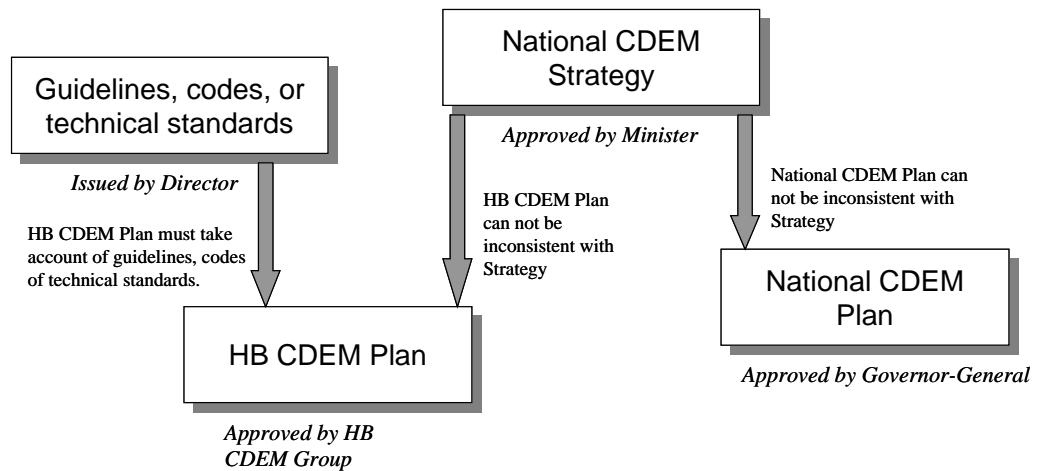 National CDEM
Strategy
Guidelines, codes, or
technical standards
Approved by Minister
Issued by Director
National CDEM Plan can
not be inconsistent with
Strategy
HB CDEM Plan
can not be
inconsistent with
Strategy
HB CDEM Plan must take
account of guidelines, codes
of technical standards.
National CDEM
Plan
HB CDEM Plan
Approved by Governor-General
Approved by HB
CDEM Group